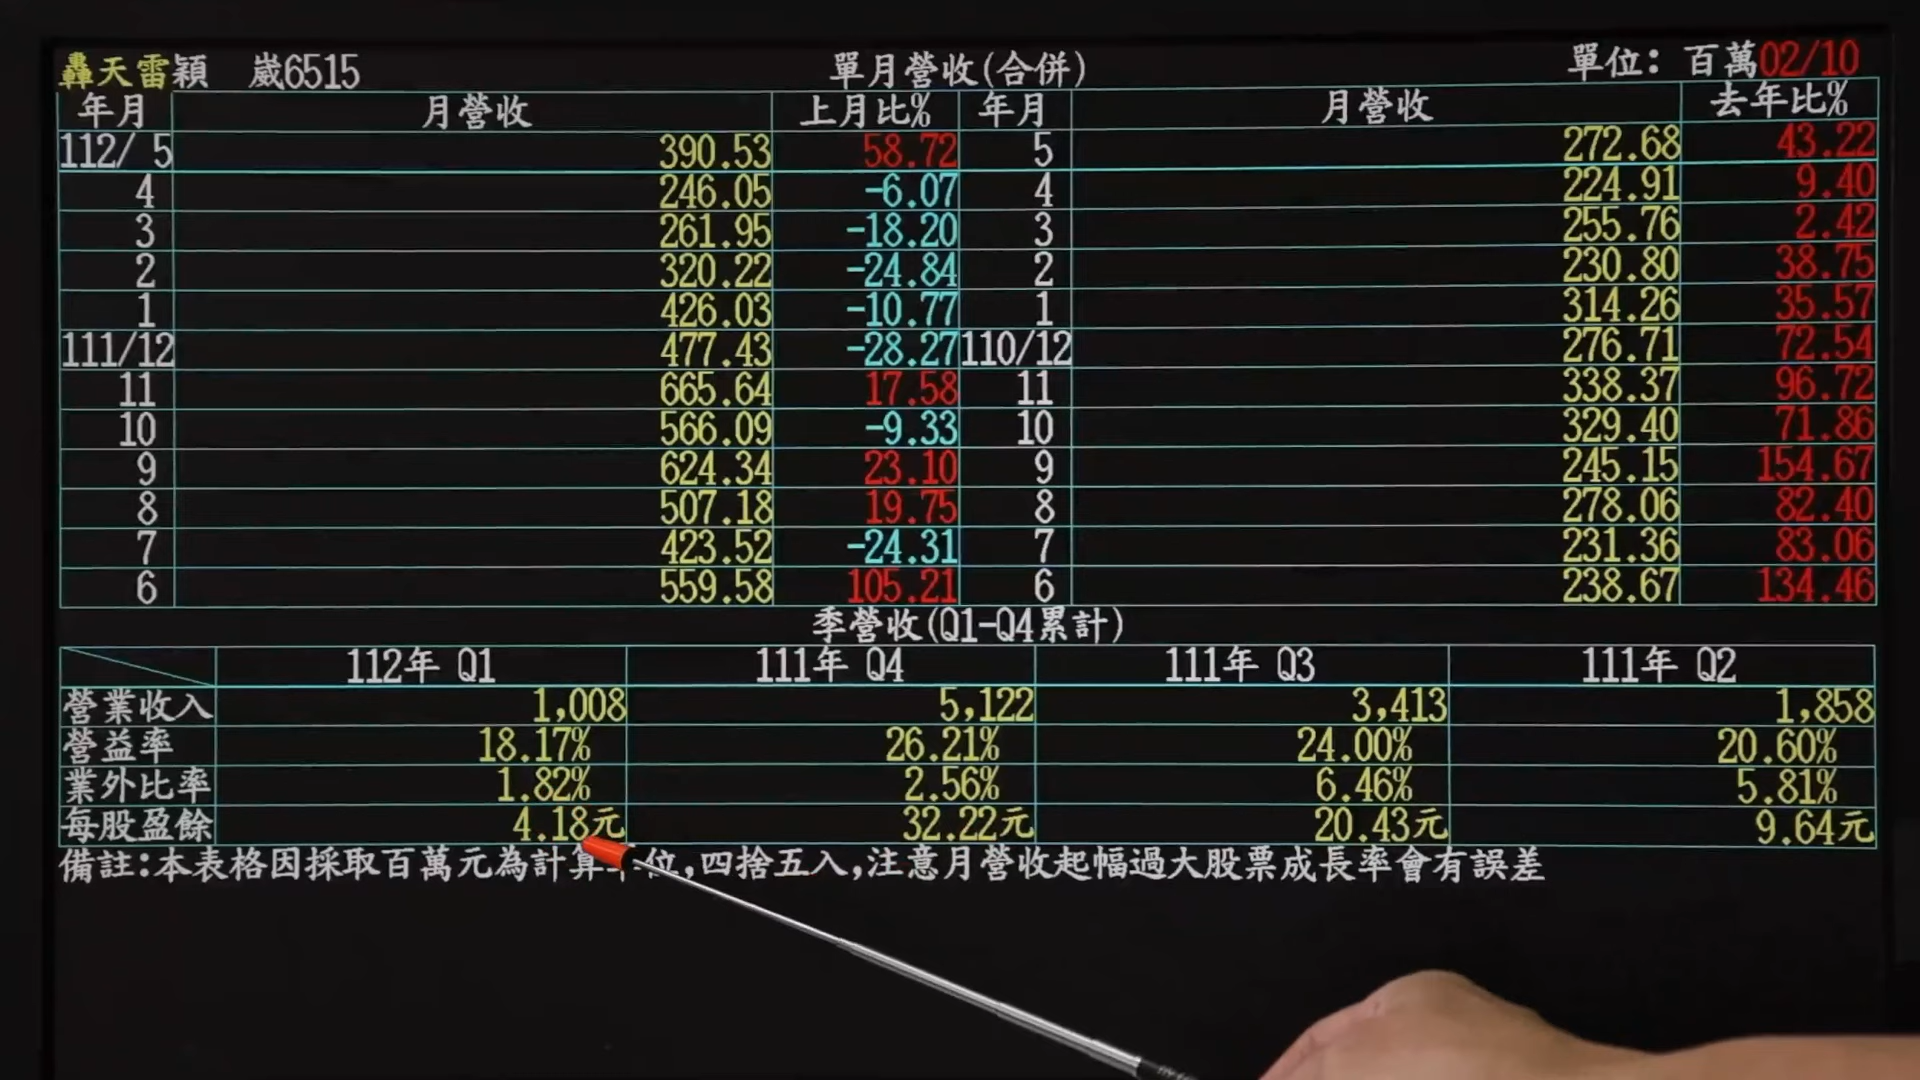 轟天雷穎 崴6515 單月營收(合併) 單位: 百萬02/10
年月 月營收 上月比% 年月 月營收 去年比%
112/ 5 390.53 58.72 5 272.68 43.22
4 246.05 -6.07 4 224.91 9.40
3 261.95 -18.20 3 255.76 2.42
2 320.22 -24.84 2 230.80 38.75
1 426.03 -10.77 1 314.26 35.57
111/12 477.43 -28.27 110/12 276.71 72.54
11 665.64 17.58 11 338.37 96.72
10 566.09 -9.33 10 329.40 71.86
9 624.34 23.10 9 245.15 154.67
8 507.18 19.75 8 278.06 82.40
7 423.52 -24.31 7 231.36 83.06
6 559.58 105.21 6 238.67 134.46
季營收(Q1-Q4累計)
112年 Q1 111年 Q4 111年 Q3 111年 Q2
營業收入 1,008 5,122 3,413 1,858
營益率 18.17% 26.21% 24.00% 20.60%
業外比率 1.82% 2.56% 6.46% 5.81%
每股盈餘 4.18元 32.22元 20.43元 9.64元
備註:本表格因採取百萬元為計算位,四捨五入,注意月營收起幅過大股票成長率會有誤差